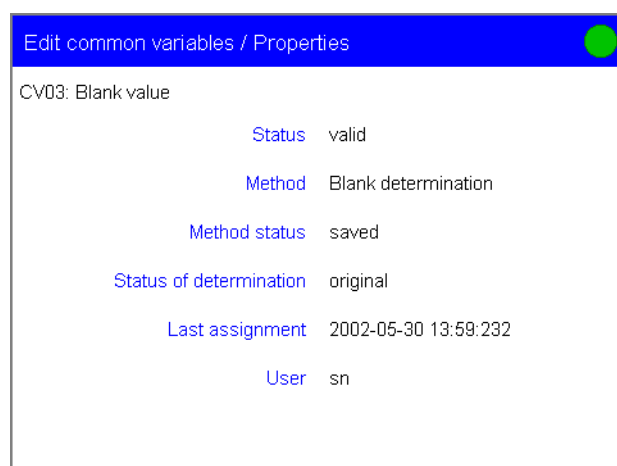 Edit common variables / Properties
CV03: Blank value
Status valid
Method Blank determination
Method status saved
Status of determination original
Last assignment 2002-05-30 13:59:232
User sn